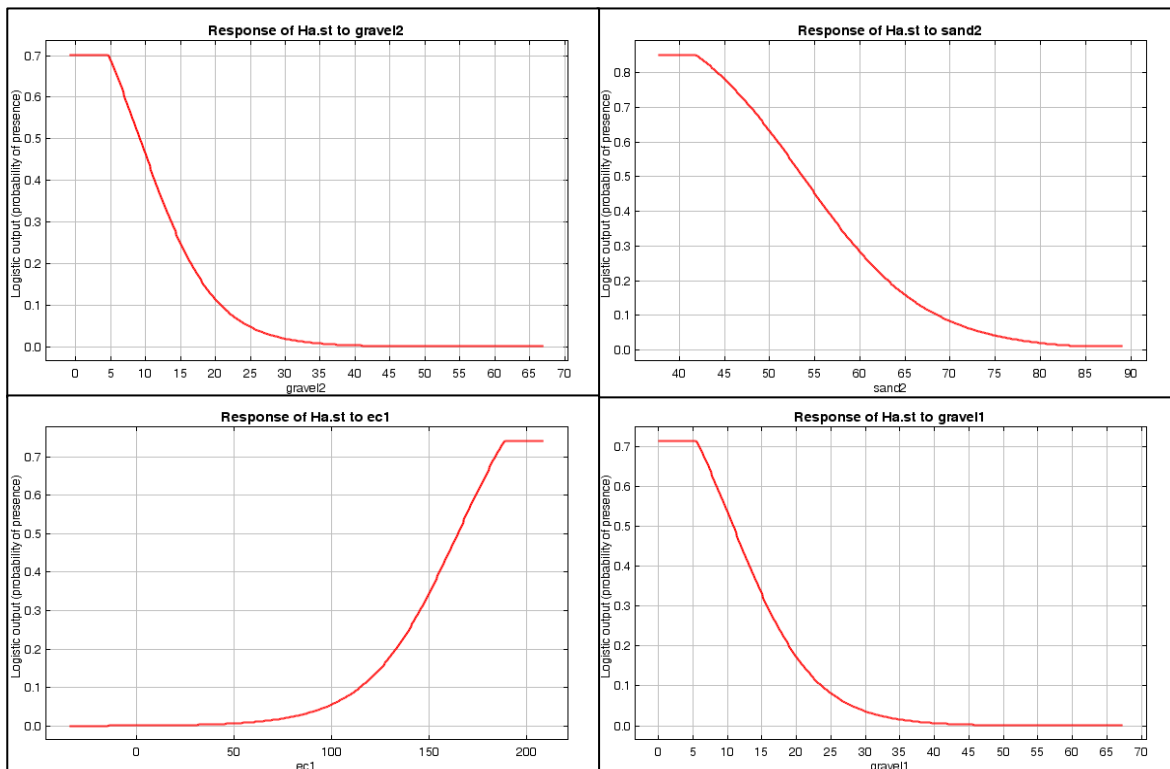 Response of Ha.st to gravel2
Logistic output (probability of presence)
0.7
0.6
0.5
0.4
0.3
0.2
0.1
0.0
0 5 10 15 20 25 30 35 40 45 50 55 60 65 70
gravel2
Response of Ha.st to sand2
Logistic output (probability of presence)
0.8
0.7
0.6
0.5
0.4
0.3
0.2
0.1
0.0
40 45 50 55 60 65 70 75 80 85 90
sand2
Response of Ha.st to ec1
Logistic output (probability of presence)
0.7
0.6
0.5
0.4
0.3
0.2
0.1
0.0
0 50 100 150 200
ec1
Response of Ha.st to gravel1
Logistic output (probability of presence)
0.7
0.6
0.5
0.4
0.3
0.2
0.1
0.0
0 5 10 15 20 25 30 35 40 45 50 55 60 65 70
gravel1